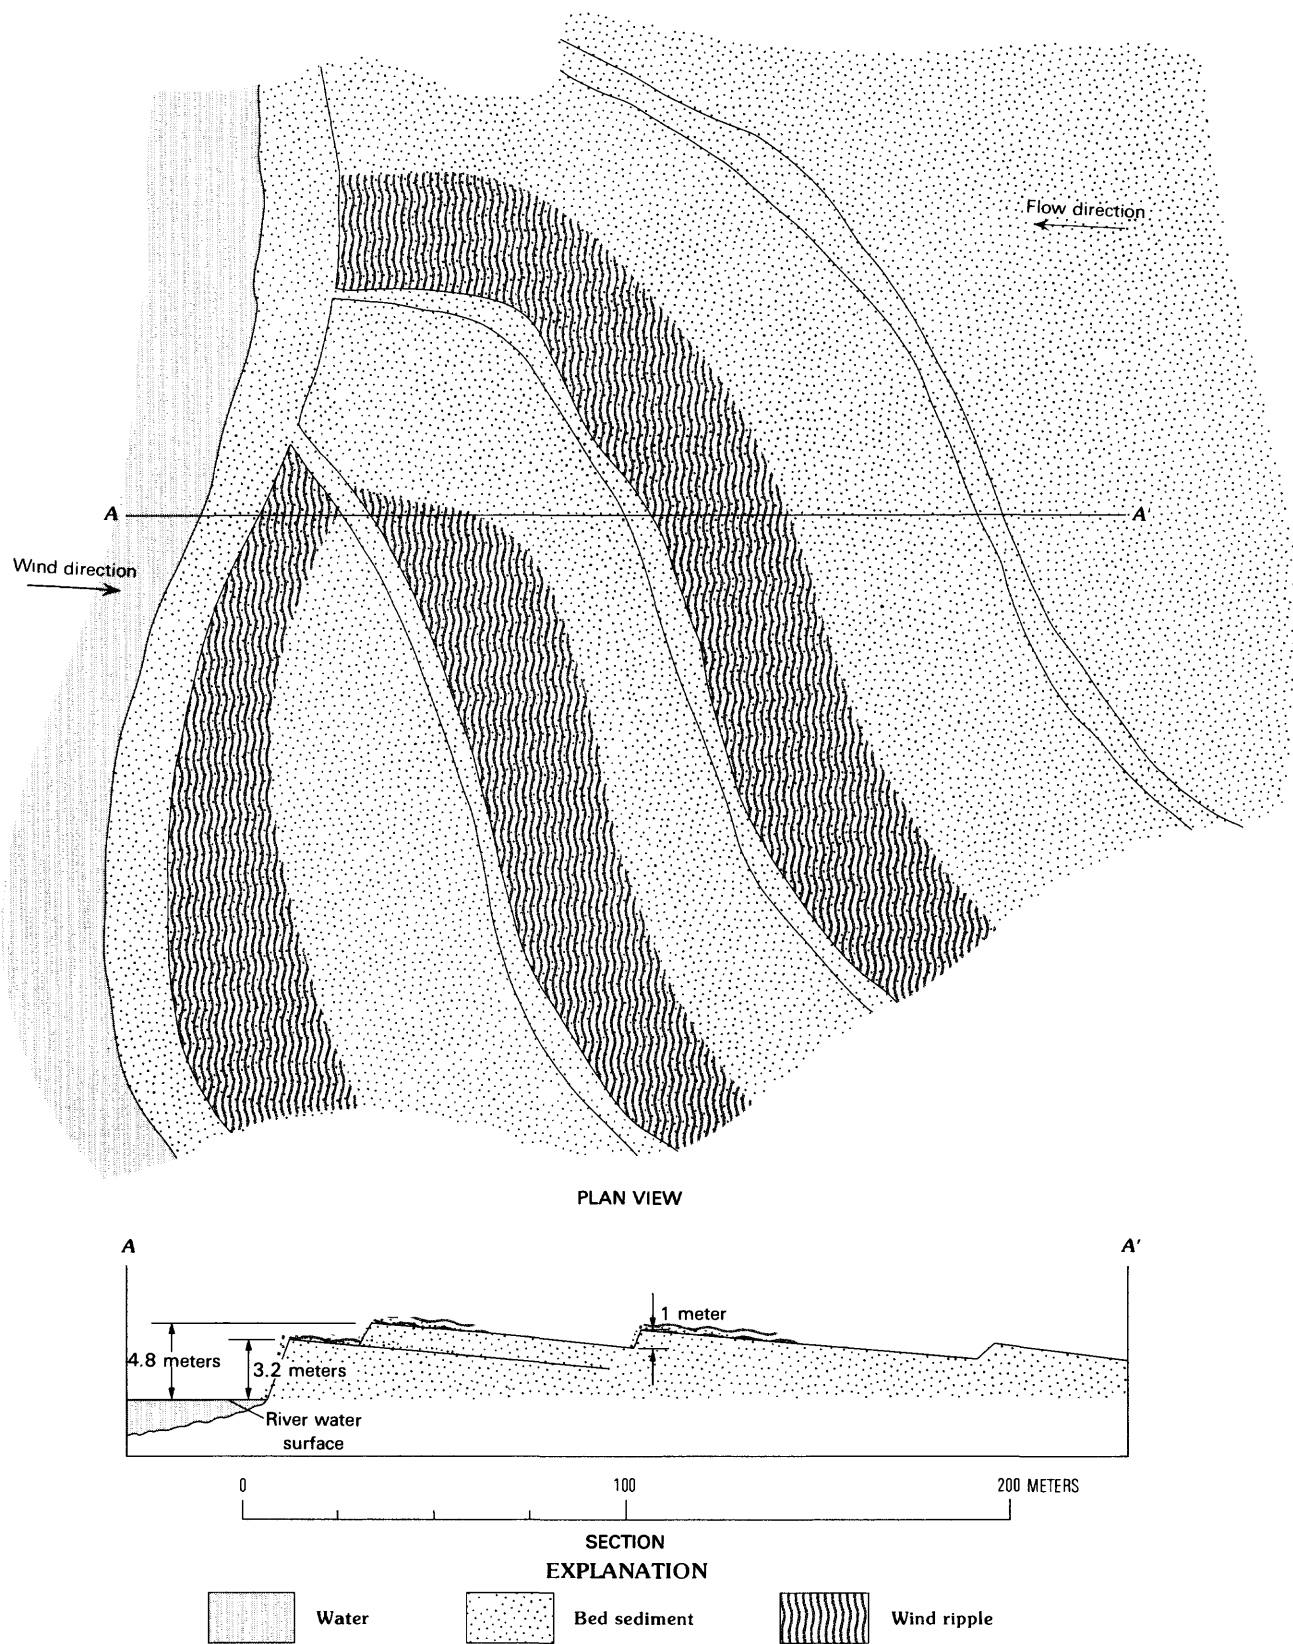 Flow direction
A
A
Wind direction
PLAN VIEW
A
A'
1 meter
4.8 meters
3.2 meters
River water
surface
0
100
200 METERS
SECTION
EXPLANATION
Water
Bed sediment
Wind ripple